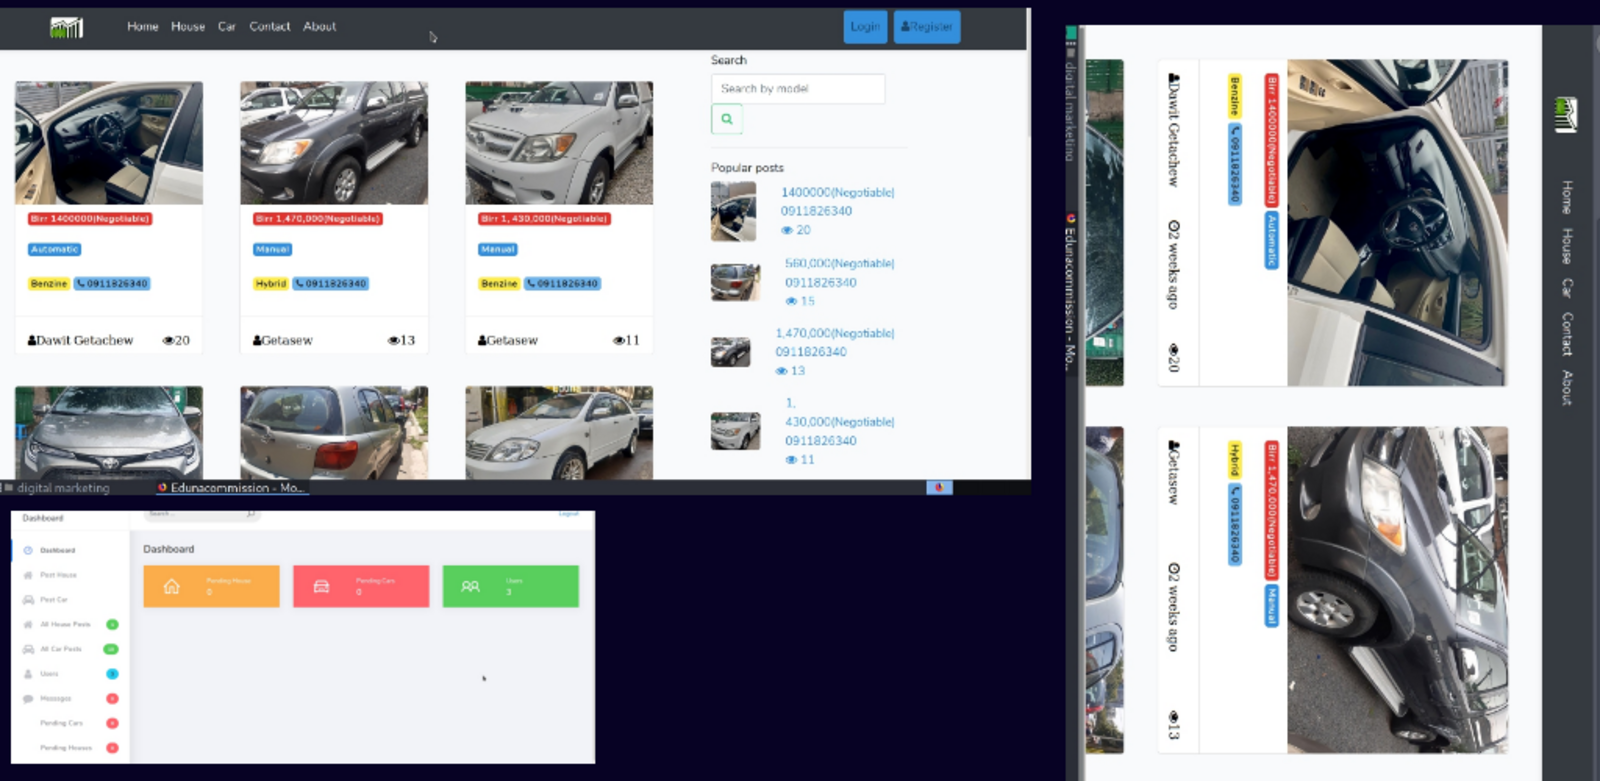 Home House Car Contact About
Login Register
Search
Search by model
Popular posts
1400000(Negotiable)
0911826340
20
560,000(Negotiable)
0911826340
15
1,470,000(Negotiable)
0911826340
13
1,
430,000(Negotiable)
0911826340
11
Birr 1400000(Negotiable)
Automatic
Benzine 0911826340
Dawit Getachew 20
Birr 1,470,000(Negotiable)
Manual
Hybrid 0911826340
Getasew 13
Birr 1, 430,000(Negotiable)
Manual
Benzine 0911826340
Getasew 11
digital marketing Edunacommission - Mo...
Dashboard
Search...
Logout
Dashboard
Post House
Post Car
All House Posts
All Car Posts
Users
Messages
Pending Cars
Pending Houses
Dashboard
Pending House
0
Pending Cars
0
Users
3
Home House Car Contact About
Birr 1400000(Negotiable) Automatic
Benzine 0911826340
Dawit Getachew 2 weeks ago 20
Birr 1,470,000(Negotiable) Manual
Hybrid 0911826340
Getasew 2 weeks ago 13
digital marketing Edunacommission - Mo...